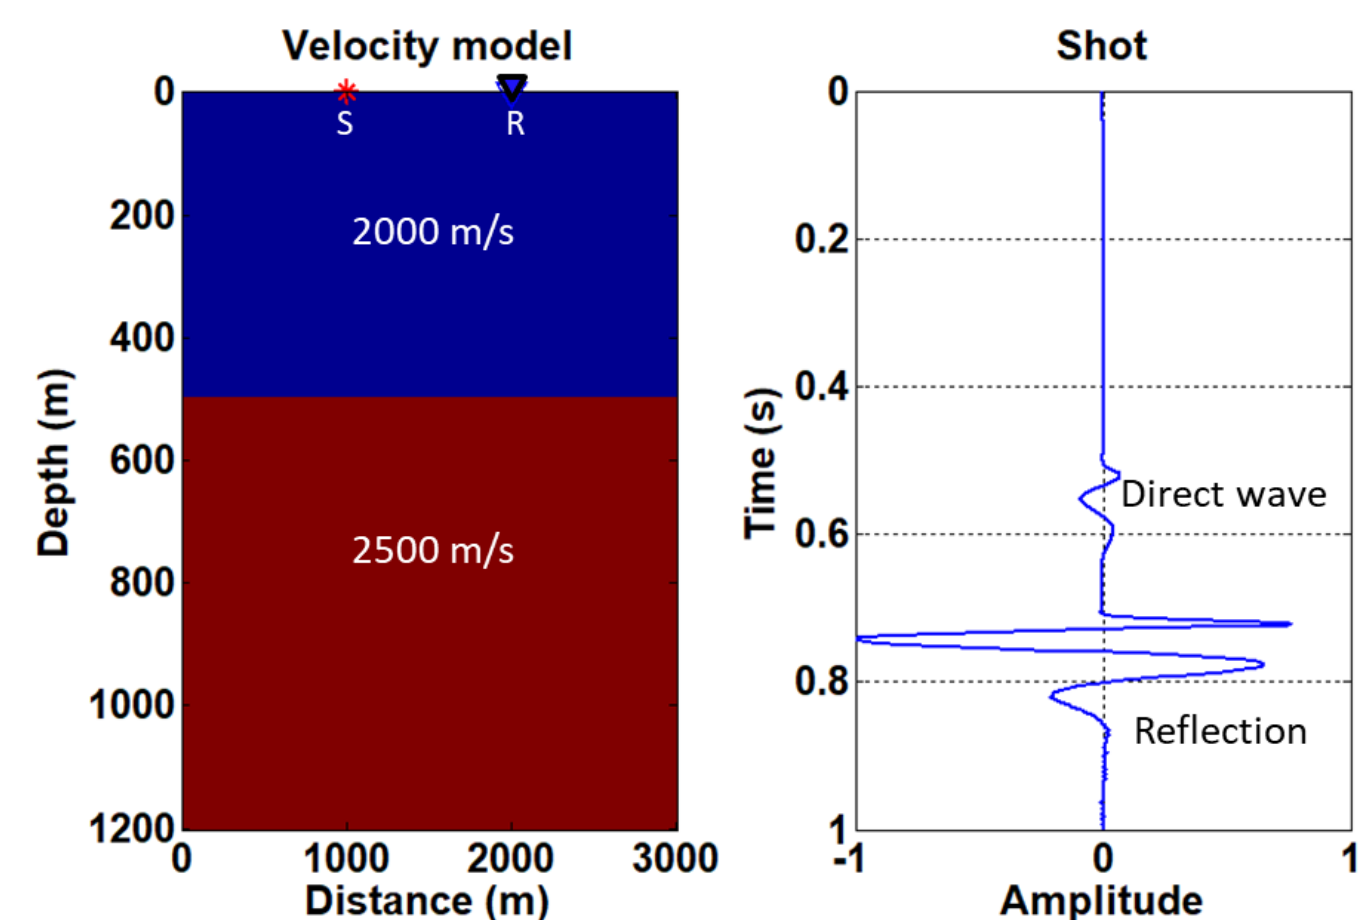 Velocity model
0
200
400
600
800
1000
1200
Depth (m)
S
R
2000 m/s
2500 m/s
0
1000
2000
3000
Distance (m)
Shot
0
0.2
0.4
0.6
0.8
1
Time (s)
Direct wave
Reflection
-1
0
1
Amplitude